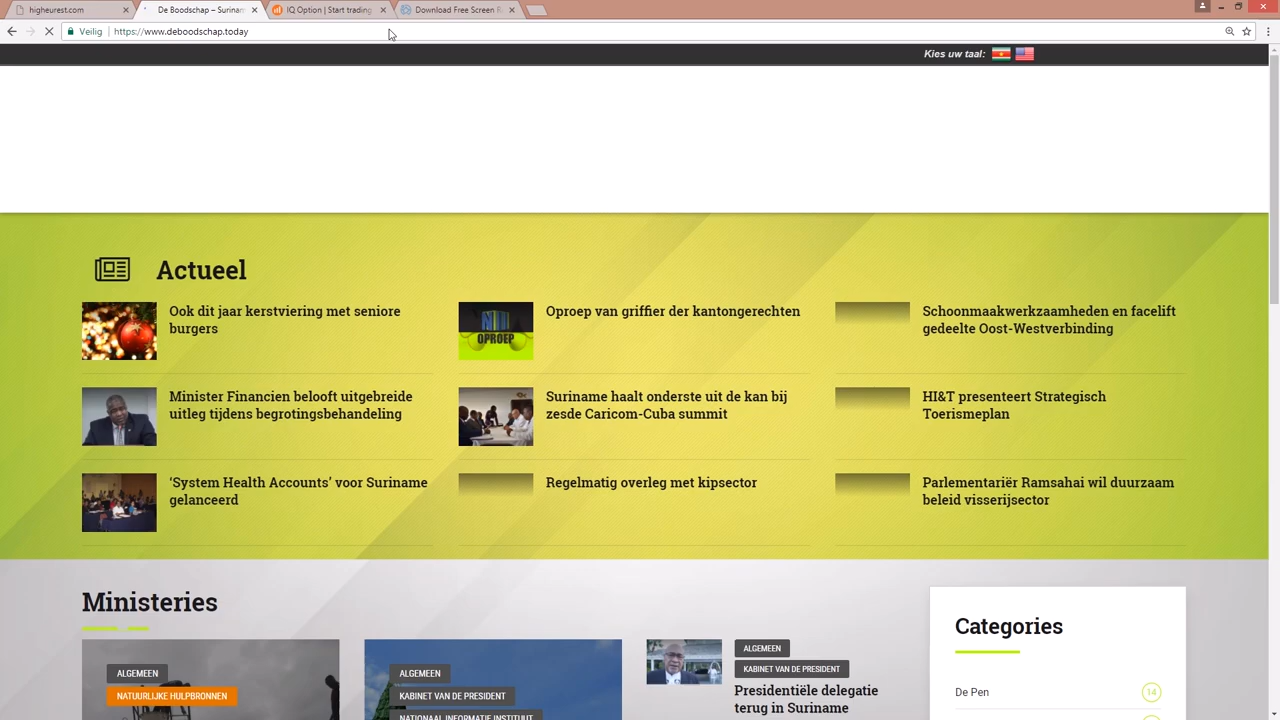 higheurest.com
De Boodschap – Surinam
IQ Option | Start trading
Download Free Screen R
Veilig
https://www.deboodschap.today
Kies uw taal:
Actueel
Ook dit jaar kerstviering met seniore
burgers
Oproep van griffier der kantongerechten
Schoonmaakwerkzaamheden en facelift
gedeelte Oost-Westverbinding
OPROEP
Minister Financien belooft uitgebreide
uitleg tijdens begrotingsbehandeling
Suriname haalt onderste uit de kan bij
zesde Caricom-Cuba summit
HI&T presenteert Strategisch
Toerismeplan
‘System Health Accounts’ voor Suriname
gelanceerd
Regelmatig overleg met kipsector
Parlementariër Ramsahai wil duurzaam
beleid visserijsector
Ministeries
Categories
ALGEMEEN
NATUURLIJKE HULPBRONNEN
ALGEMEEN
KABINET VAN DE PRESIDENT
NATIONAAL INFORMATIE INSTITUUT
ALGEMEEN
KABINET VAN DE PRESIDENT
Presidentiële delegatie
terug in Suriname
De Pen
14